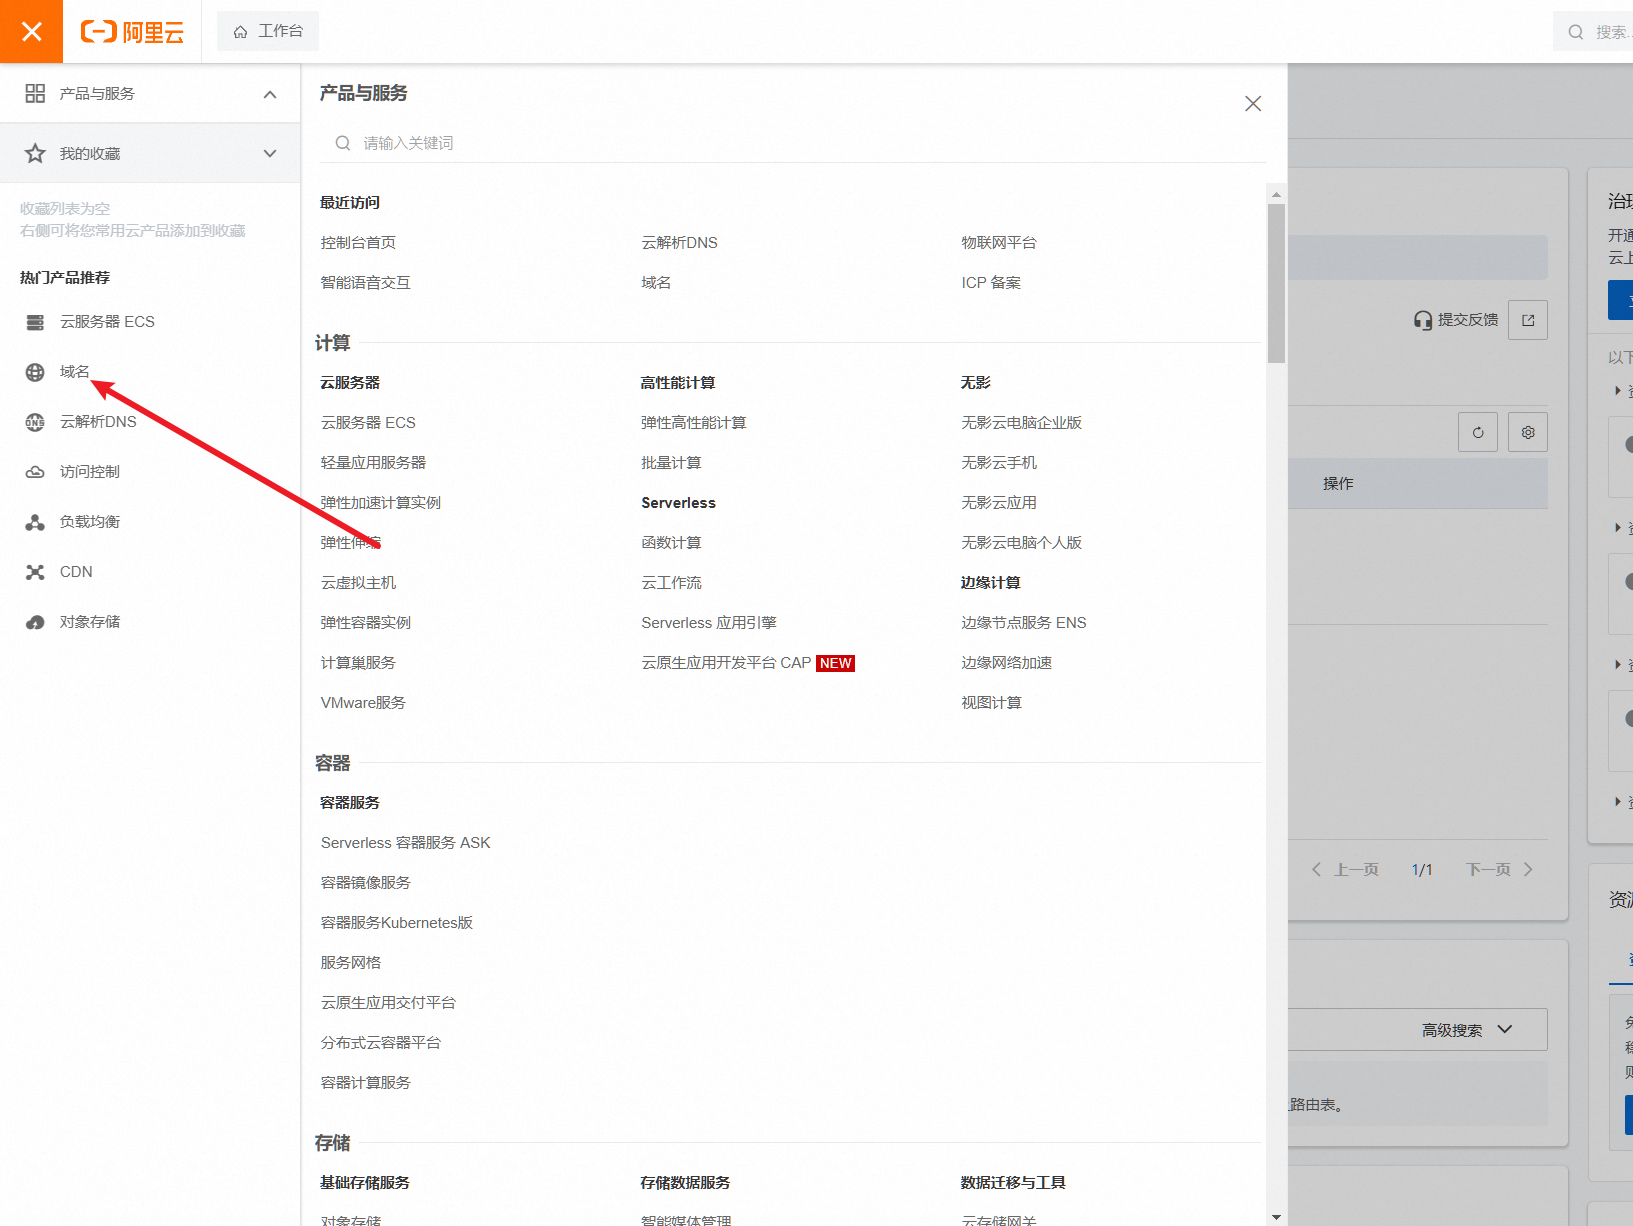 阿里云
工作台
搜索...
产品与服务
我的收藏
收藏列表为空
右侧可将您常用云产品添加到收藏
热门产品推荐
云服务器 ECS
域名
云解析DNS
访问控制
负载均衡
CDN
对象存储
产品与服务
请输入关键词
最近访问
控制台首页
云解析DNS
物联网平台
智能语音交互
域名
ICP 备案
计算
云服务器
云服务器 ECS
轻量应用服务器
弹性加速计算实例
弹性伸缩
云虚拟主机
弹性容器实例
计算巢服务
VMware服务
高性能计算
弹性高性能计算
批量计算
Serverless
函数计算
云工作流
Serverless 应用引擎
云原生应用开发平台 CAP NEW
无影
无影云电脑企业版
无影云手机
无影云应用
无影云电脑个人版
边缘计算
边缘节点服务 ENS
边缘网络加速
视图计算
容器
容器服务
Serverless 容器服务 ASK
容器镜像服务
容器服务Kubernetes版
服务网格
云原生应用交付平台
分布式云容器平台
容器计算服务
存储
基础存储服务
对象存储
存储数据服务
智能媒体管理
数据迁移与工具
云存储网关
提交反馈
操作
上一页
1/1
下一页
高级搜索
路由表。
治理
开通
云上
以下
资源